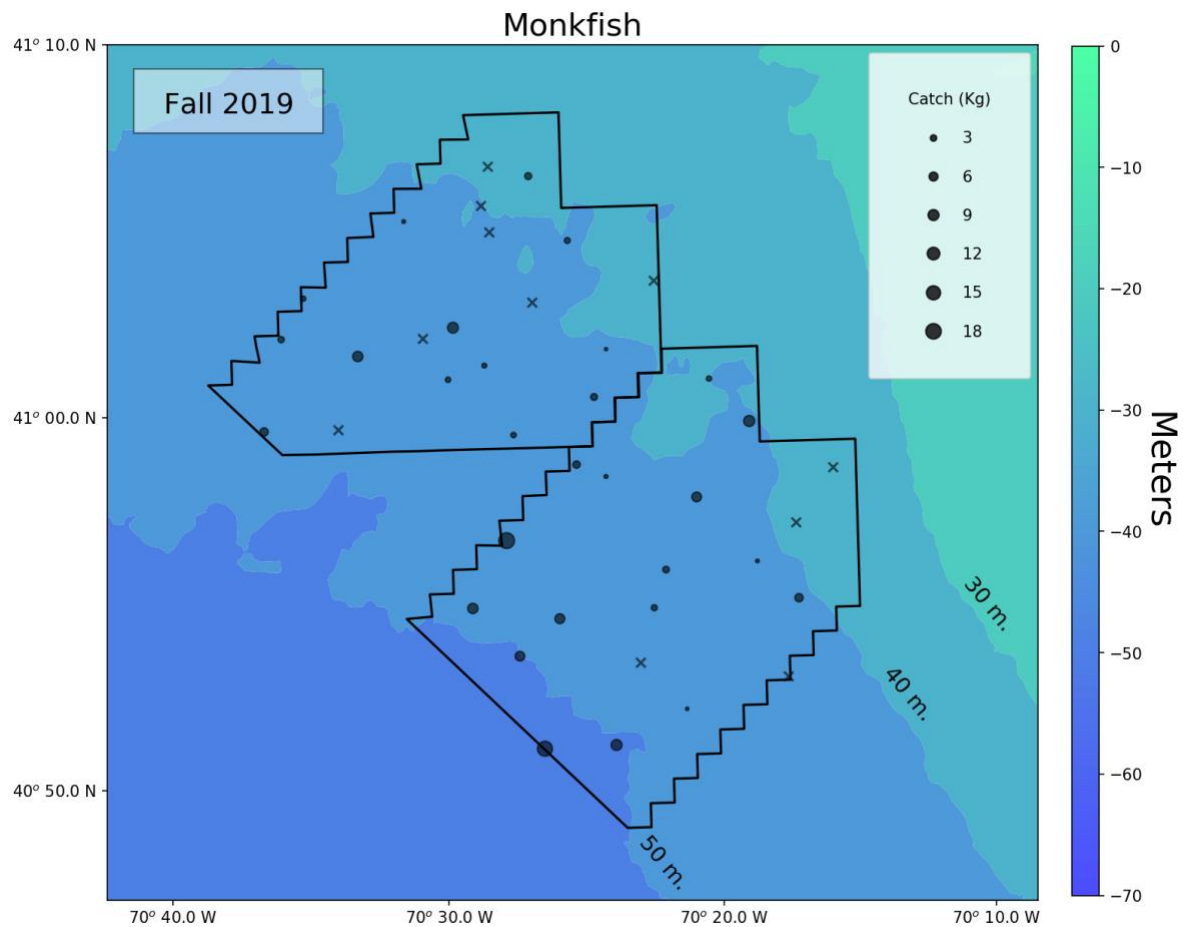 Monkfish
41° 10.0 N
Fall 2019
Catch (Kg)
3
6
9
12
15
18
41° 00.0 N
40° 50.0 N
30 m.
40 m.
50 m.
70° 40.0 W
70° 30.0 W
70° 20.0 W
70° 10.0 W
0
−10
−20
−30
−40
−50
−60
−70
Meters